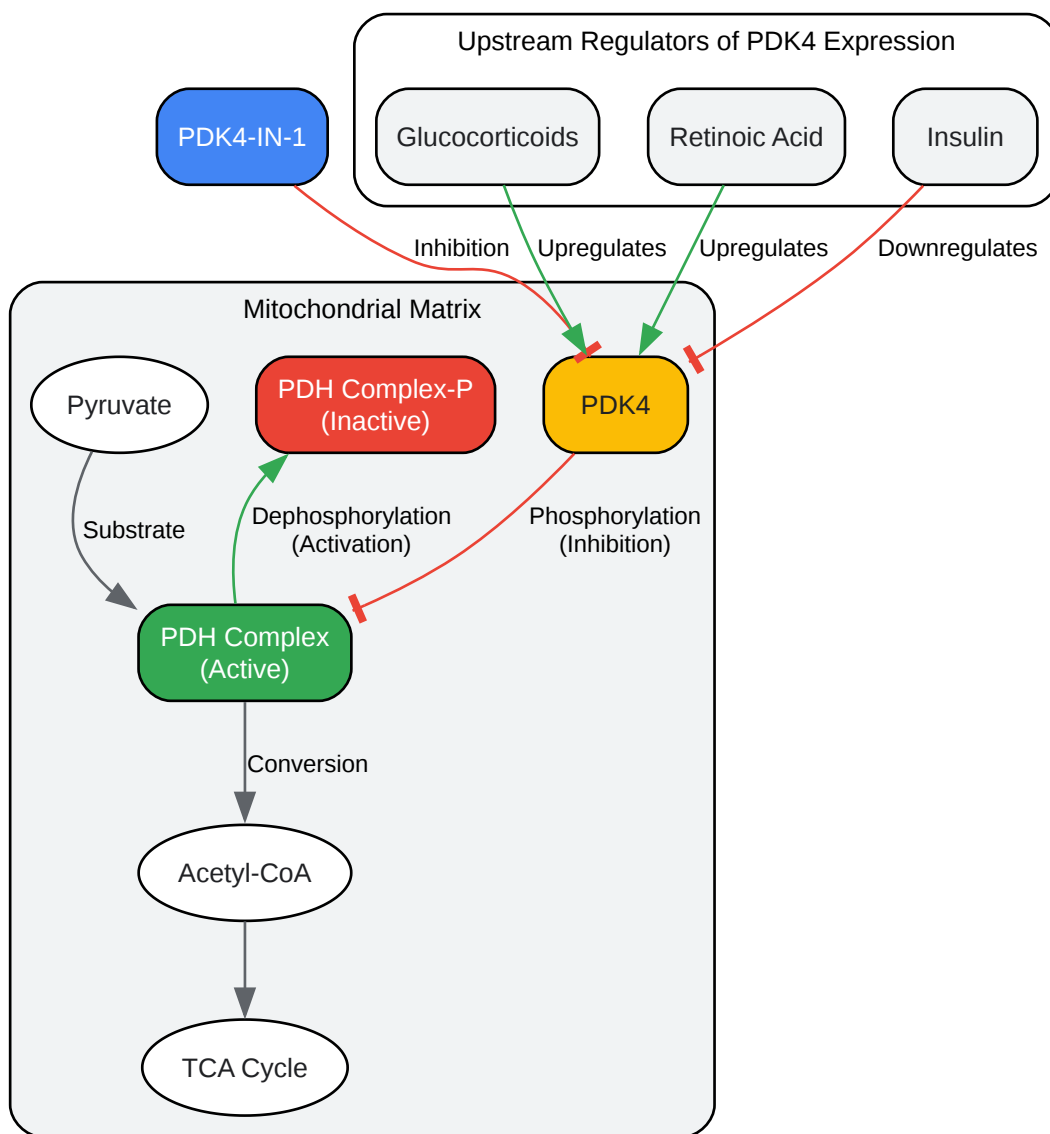 Upstream Regulators of PDK4 Expression
PDK4-IN-1
Glucocorticoids
Retinoic Acid
Insulin
Inhibition
Upregulates
Upregulates
Downregulates
Mitochondrial Matrix
Pyruvate
PDH Complex-P
(Inactive)
PDK4
Substrate
Dephosphorylation
(Activation)
Phosphorylation
(Inhibition)
PDH Complex
(Active)
Conversion
Acetyl-CoA
TCA Cycle